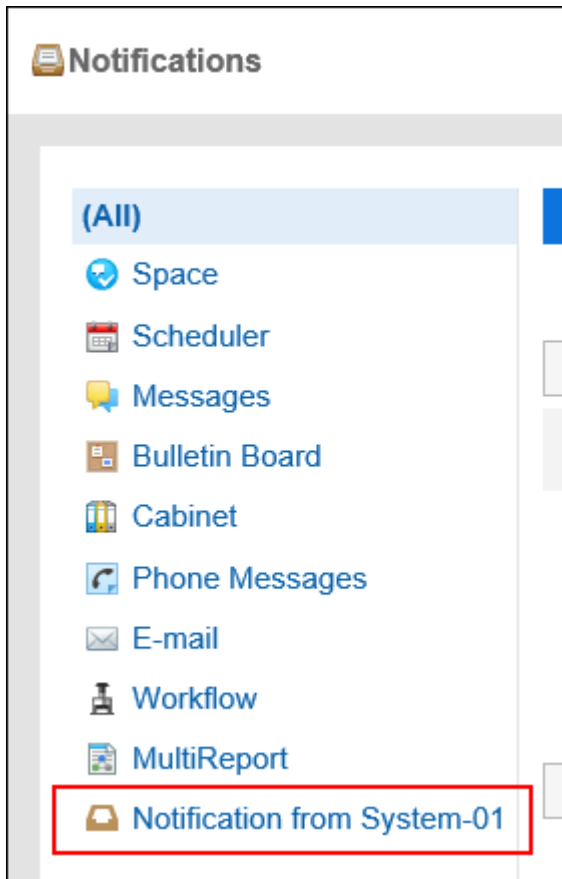 Notifications
(All)
Space
Scheduler
Messages
Bulletin Board
Cabinet
Phone Messages
E-mail
Workflow
MultiReport
Notification from System-01